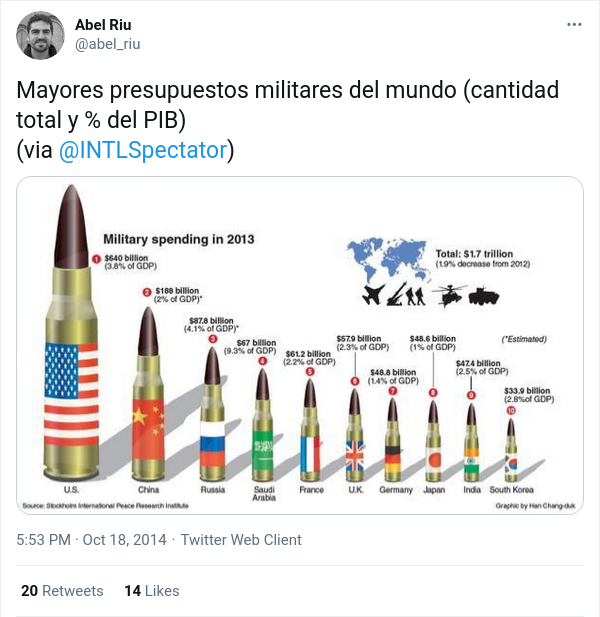 Abel Riu
@abel_riu
Mayores presupuestos militares del mundo (cantidad
total y % del PIB)
(via @INTLSpectator)
Military spending in 2013
Total: $1.7 trillion
(1.9% decrease from 2012)
1 $640 billion
(3.8% of GDP)
2 $188 billion
(2% of GDP)*
$87.8 billion
(4.1% of GDP)*
3
$67 billion
(9.3% of GDP)
4
$61.2 billion
(2.2% of GDP)
5
$57.9 billion
(2.3% of GDP)
6
$48.8 billion
(1.4% of GDP)
7
$48.6 billion
(1% of GDP)
8
$47.4 billion
(2.5% of GDP)
9
(*Estimated)
$33.9 billion
(2.8%of GDP)
10
U.S.
China
Russia
Saudi
Arabia
France
U.K.
Germany
Japan
India
South Korea
Source: Stockholm International Peace Research Institute
Graphic by Han Chang-duk
5:53 PM · Oct 18, 2014 · Twitter Web Client
20 Retweets 14 Likes